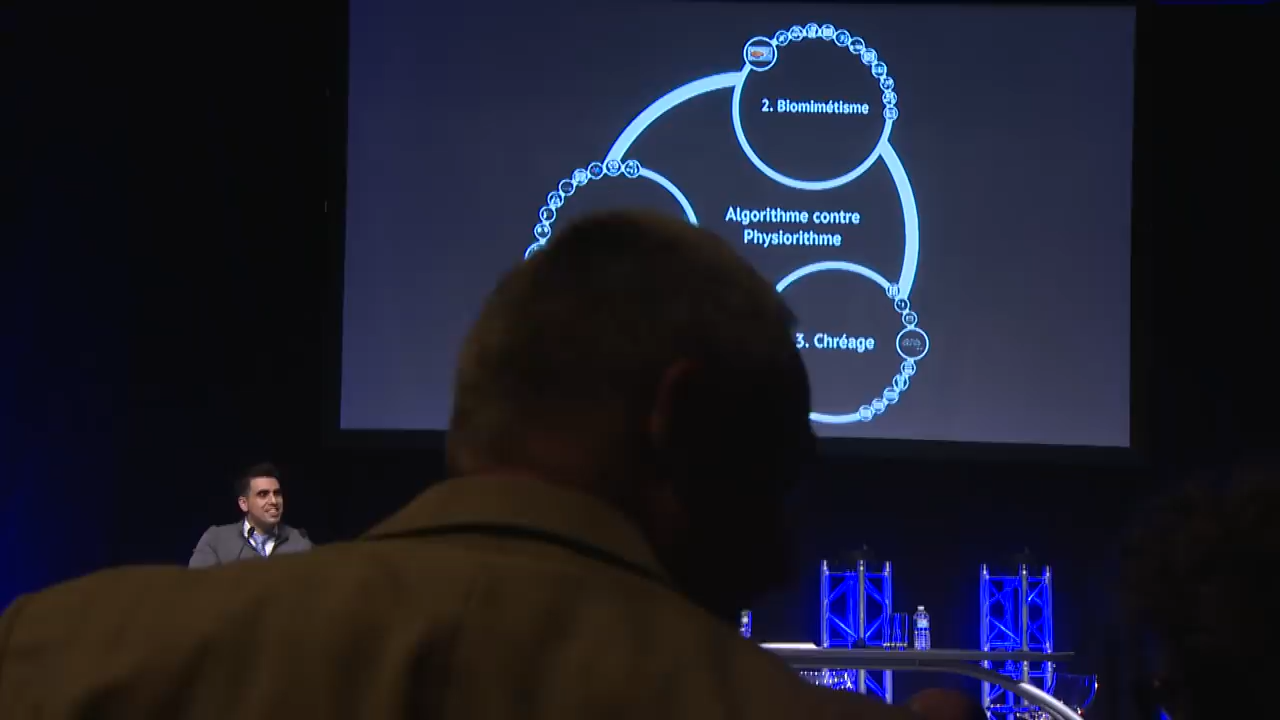 2. Biomimétisme
Algorithme contre
Physiorithme
3. Chréage